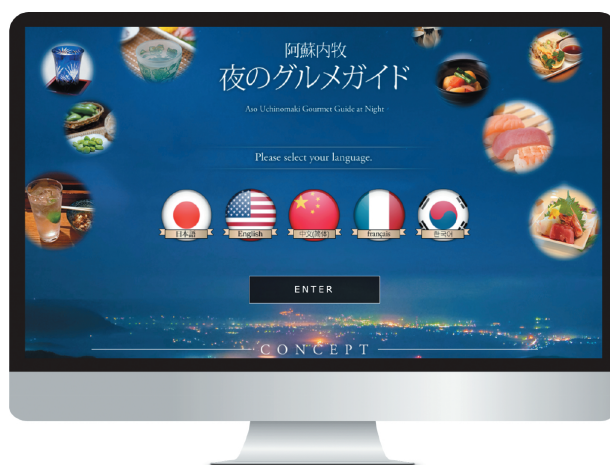 阿蘇内牧
夜のグルメガイド
Aso Uchinomaki Gourmet Guide at Night
Please select your language.
日本語
English
中文(简体)
français
한국어
ENTER
CONCEPT